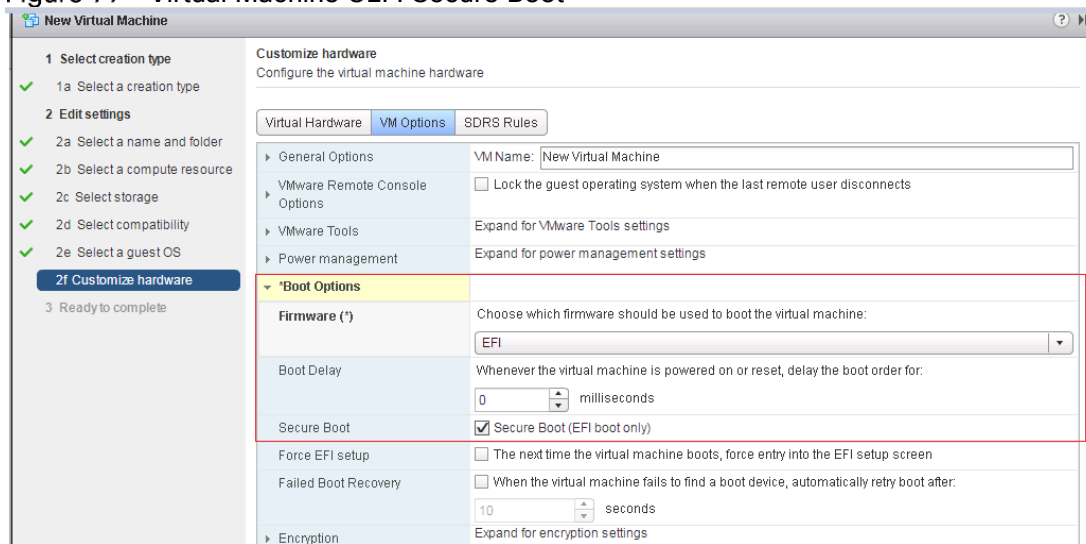 New Virtual Machine
1 Select creation type
1a Select a creation type
2 Edit settings
2a Select a name and folder
2b Select a compute resource
2c Select storage
2d Select compatibility
2e Select a guest OS
2f Customize hardware
3 Ready to complete
Customize hardware
Configure the virtual machine hardware
Virtual Hardware VM Options SDRS Rules
General Options VM Name: New Virtual Machine
VMware Remote Console Options Lock the guest operating system when the last remote user disconnects
VMware Tools Expand for VMware Tools settings
Power management Expand for power management settings
*Boot Options
Firmware (*) Choose which firmware should be used to boot the virtual machine:
EFI
Boot Delay Whenever the virtual machine is powered on or reset, delay the boot order for:
0 milliseconds
Secure Boot Secure Boot (EFI boot only)
Force EFI setup The next time the virtual machine boots, force entry into the EFI setup screen
Failed Boot Recovery When the virtual machine fails to find a boot device, automatically retry boot after:
10 seconds
Encryption Expand for encryption settings